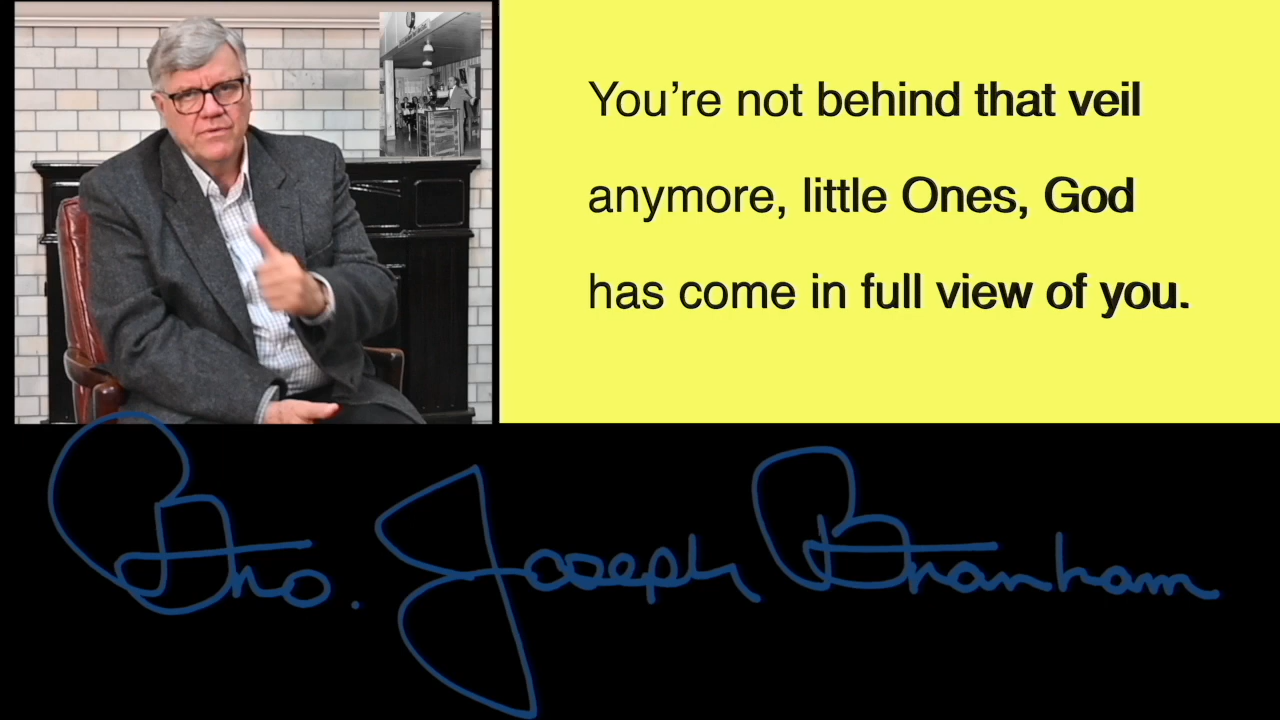 You’re not behind that veil
anymore, little Ones, God
has come in full view of you.
Bro. Joseph Branham